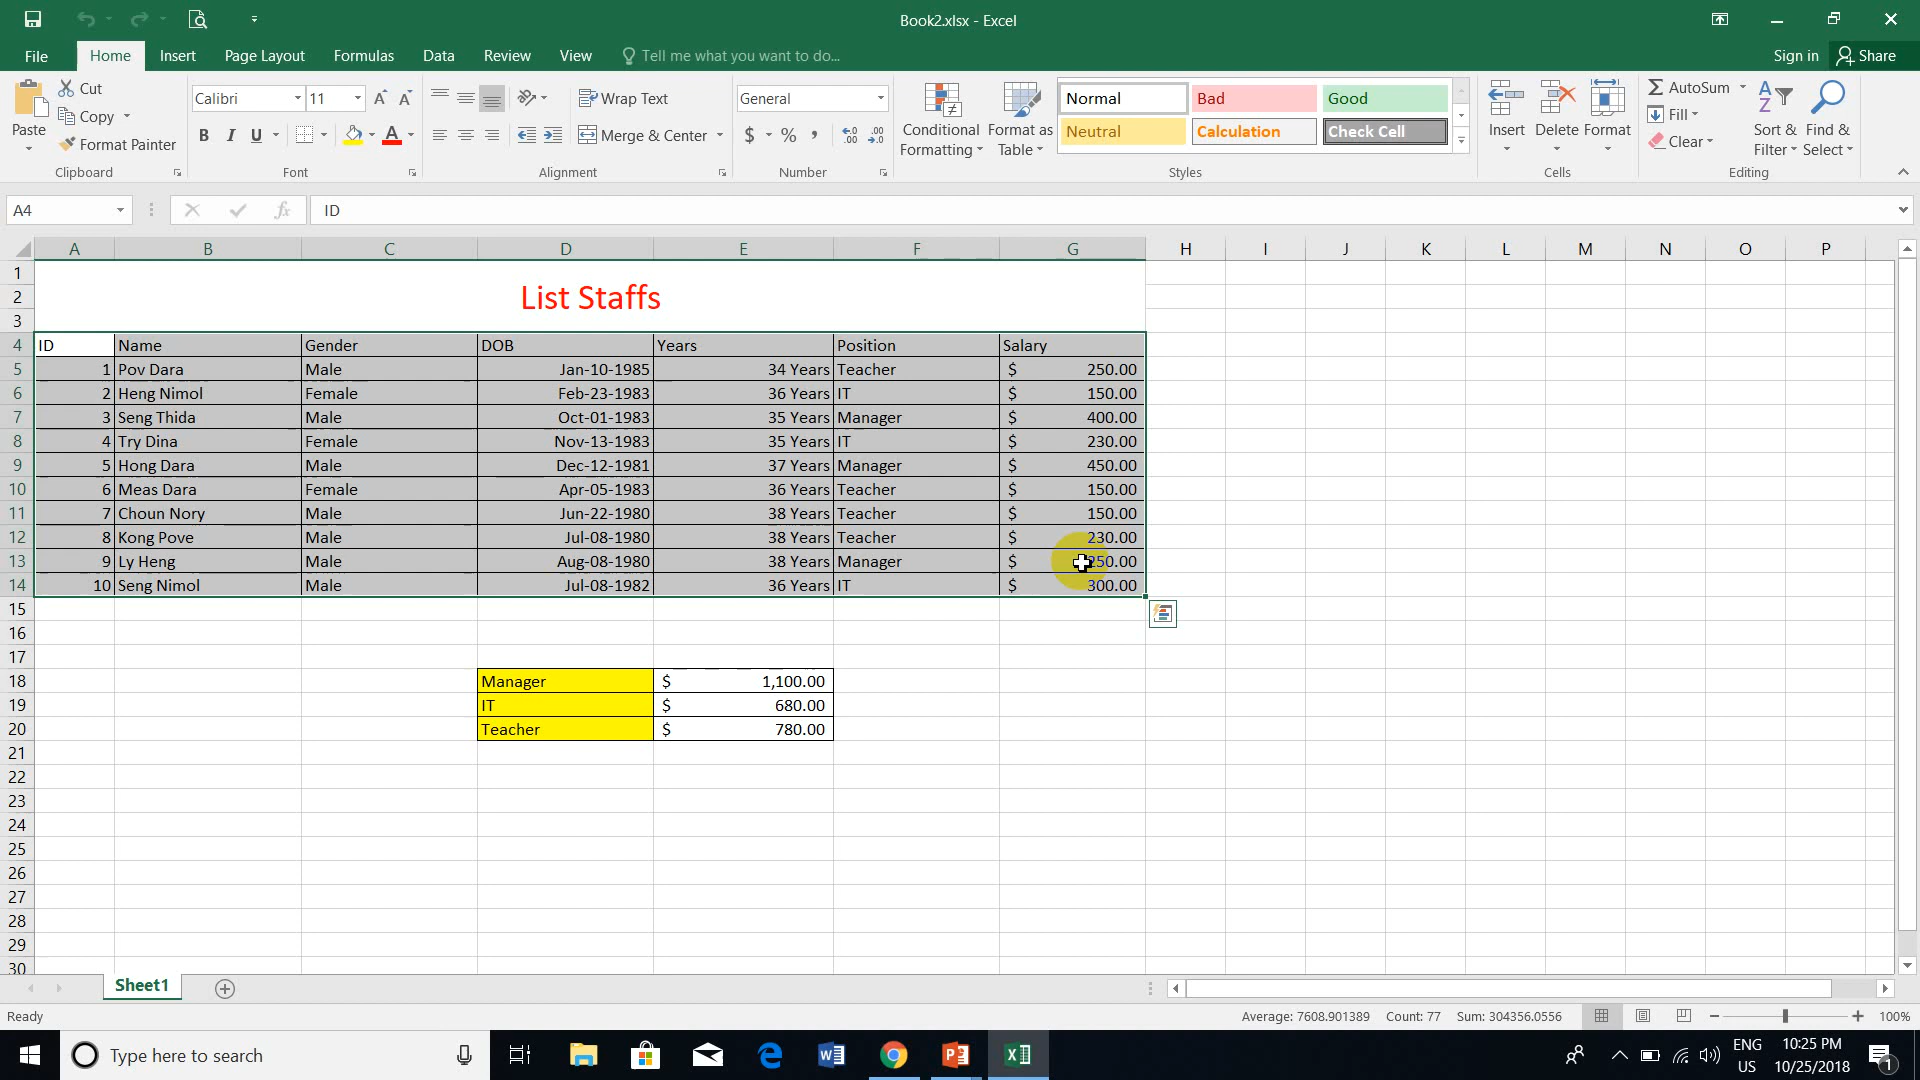 Book2.xlsx - Excel
File Home Insert Page Layout Formulas Data Review View Tell me what you want to do... Sign in Share
Paste
Cut
Copy
Format Painter
Clipboard
Calibri 11
B I U
Font
Wrap Text
Merge & Center
Alignment
General
$ % ,
Number
Conditional Formatting
Format as Table
Normal Bad Good
Neutral Calculation Check Cell
Styles
Insert Delete Format
Cells
AutoSum
Fill
Clear
Sort & Filter
Find & Select
Editing
A4 fx ID
A B C D E F G H I J K L M N O P
1
2 List Staffs
3
4 ID Name Gender DOB Years Position Salary
5 1 Pov Dara Male Jan-10-1985 34 Years Teacher $ 250.00
6 2 Heng Nimol Female Feb-23-1983 36 Years IT $ 150.00
7 3 Seng Thida Male Oct-01-1983 35 Years Manager $ 400.00
8 4 Try Dina Female Nov-13-1983 35 Years IT $ 230.00
9 5 Hong Dara Male Dec-12-1981 37 Years Manager $ 450.00
10 6 Meas Dara Female Apr-05-1983 36 Years Teacher $ 150.00
11 7 Choun Nory Male Jun-22-1980 38 Years Teacher $ 150.00
12 8 Kong Pove Male Jul-08-1980 38 Years Teacher $ 230.00
13 9 Ly Heng Male Aug-08-1980 38 Years Manager $ 250.00
14 10 Seng Nimol Male Jul-08-1982 36 Years IT $ 300.00
15
16
17
18 Manager $ 1,100.00
19 IT $ 680.00
20 Teacher $ 780.00
21
22
23
24
25
26
27
28
29
30
Sheet1
Ready Average: 7608.901389 Count: 77 Sum: 304356.0556 100%
Type here to search
ENG
US
10:25 PM
10/25/2018
1